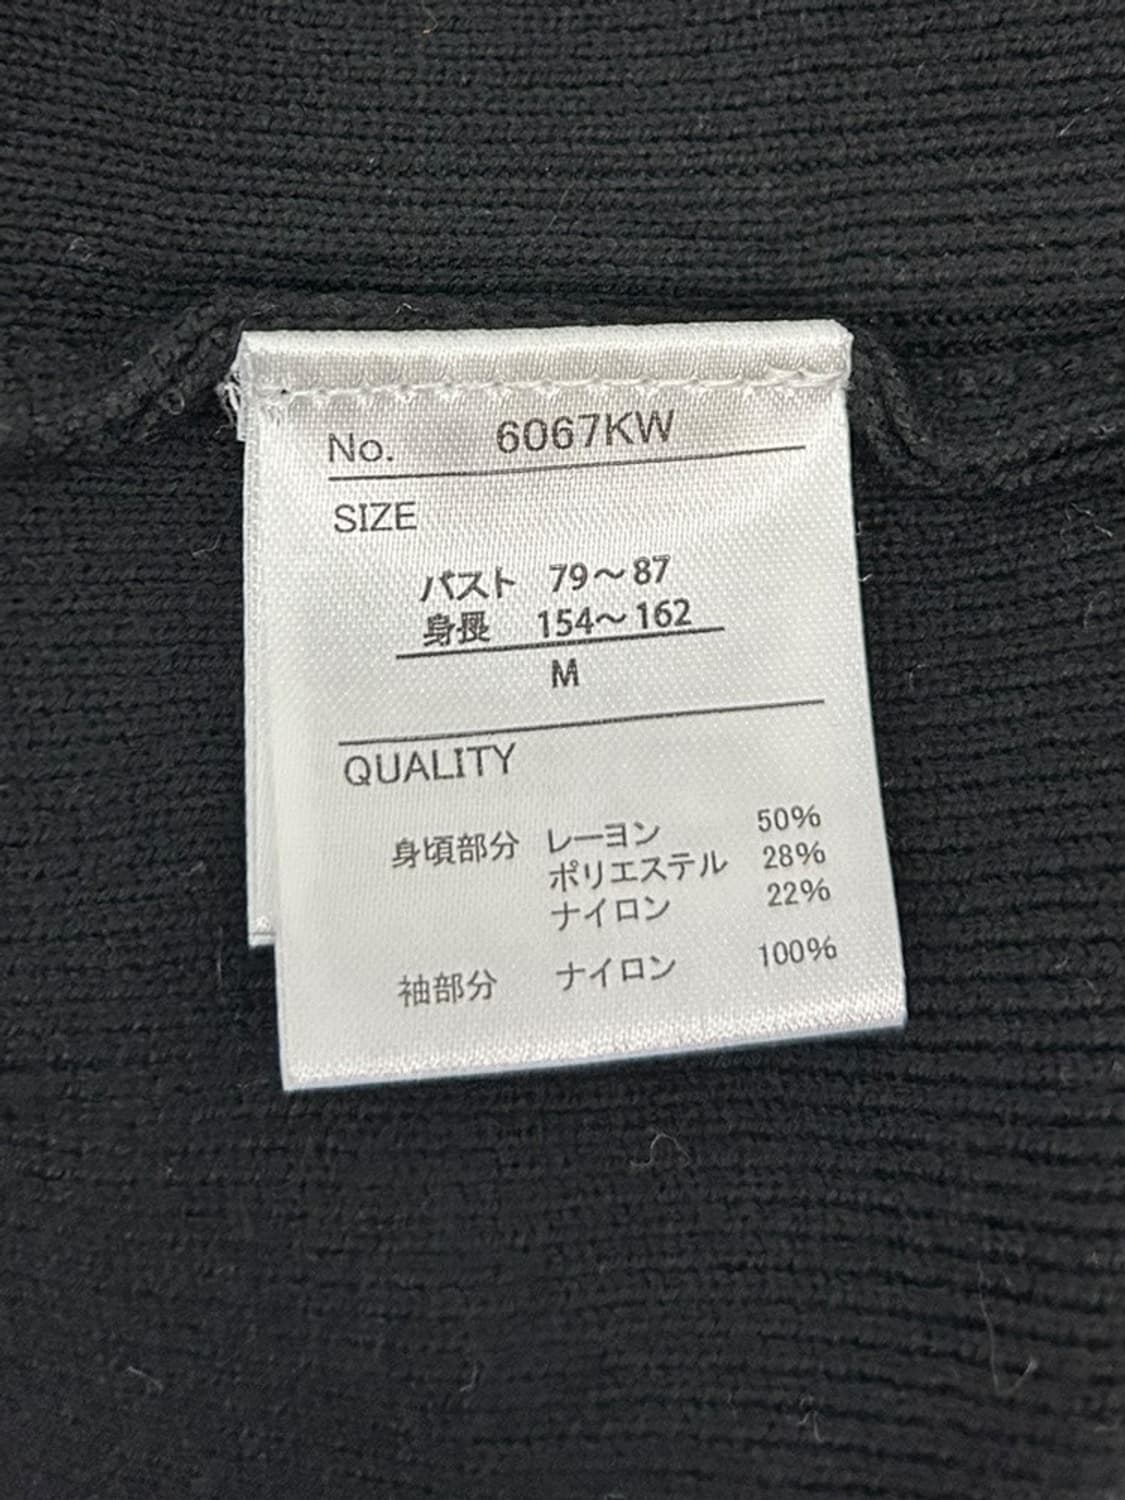 No. 6067KW
SIZE
バスト 79～87
身長 154～162
M
QUALITY
身頃部分 レーヨン 50%
ポリエステル 28%
ナイロン 22%
袖部分 ナイロン 100%